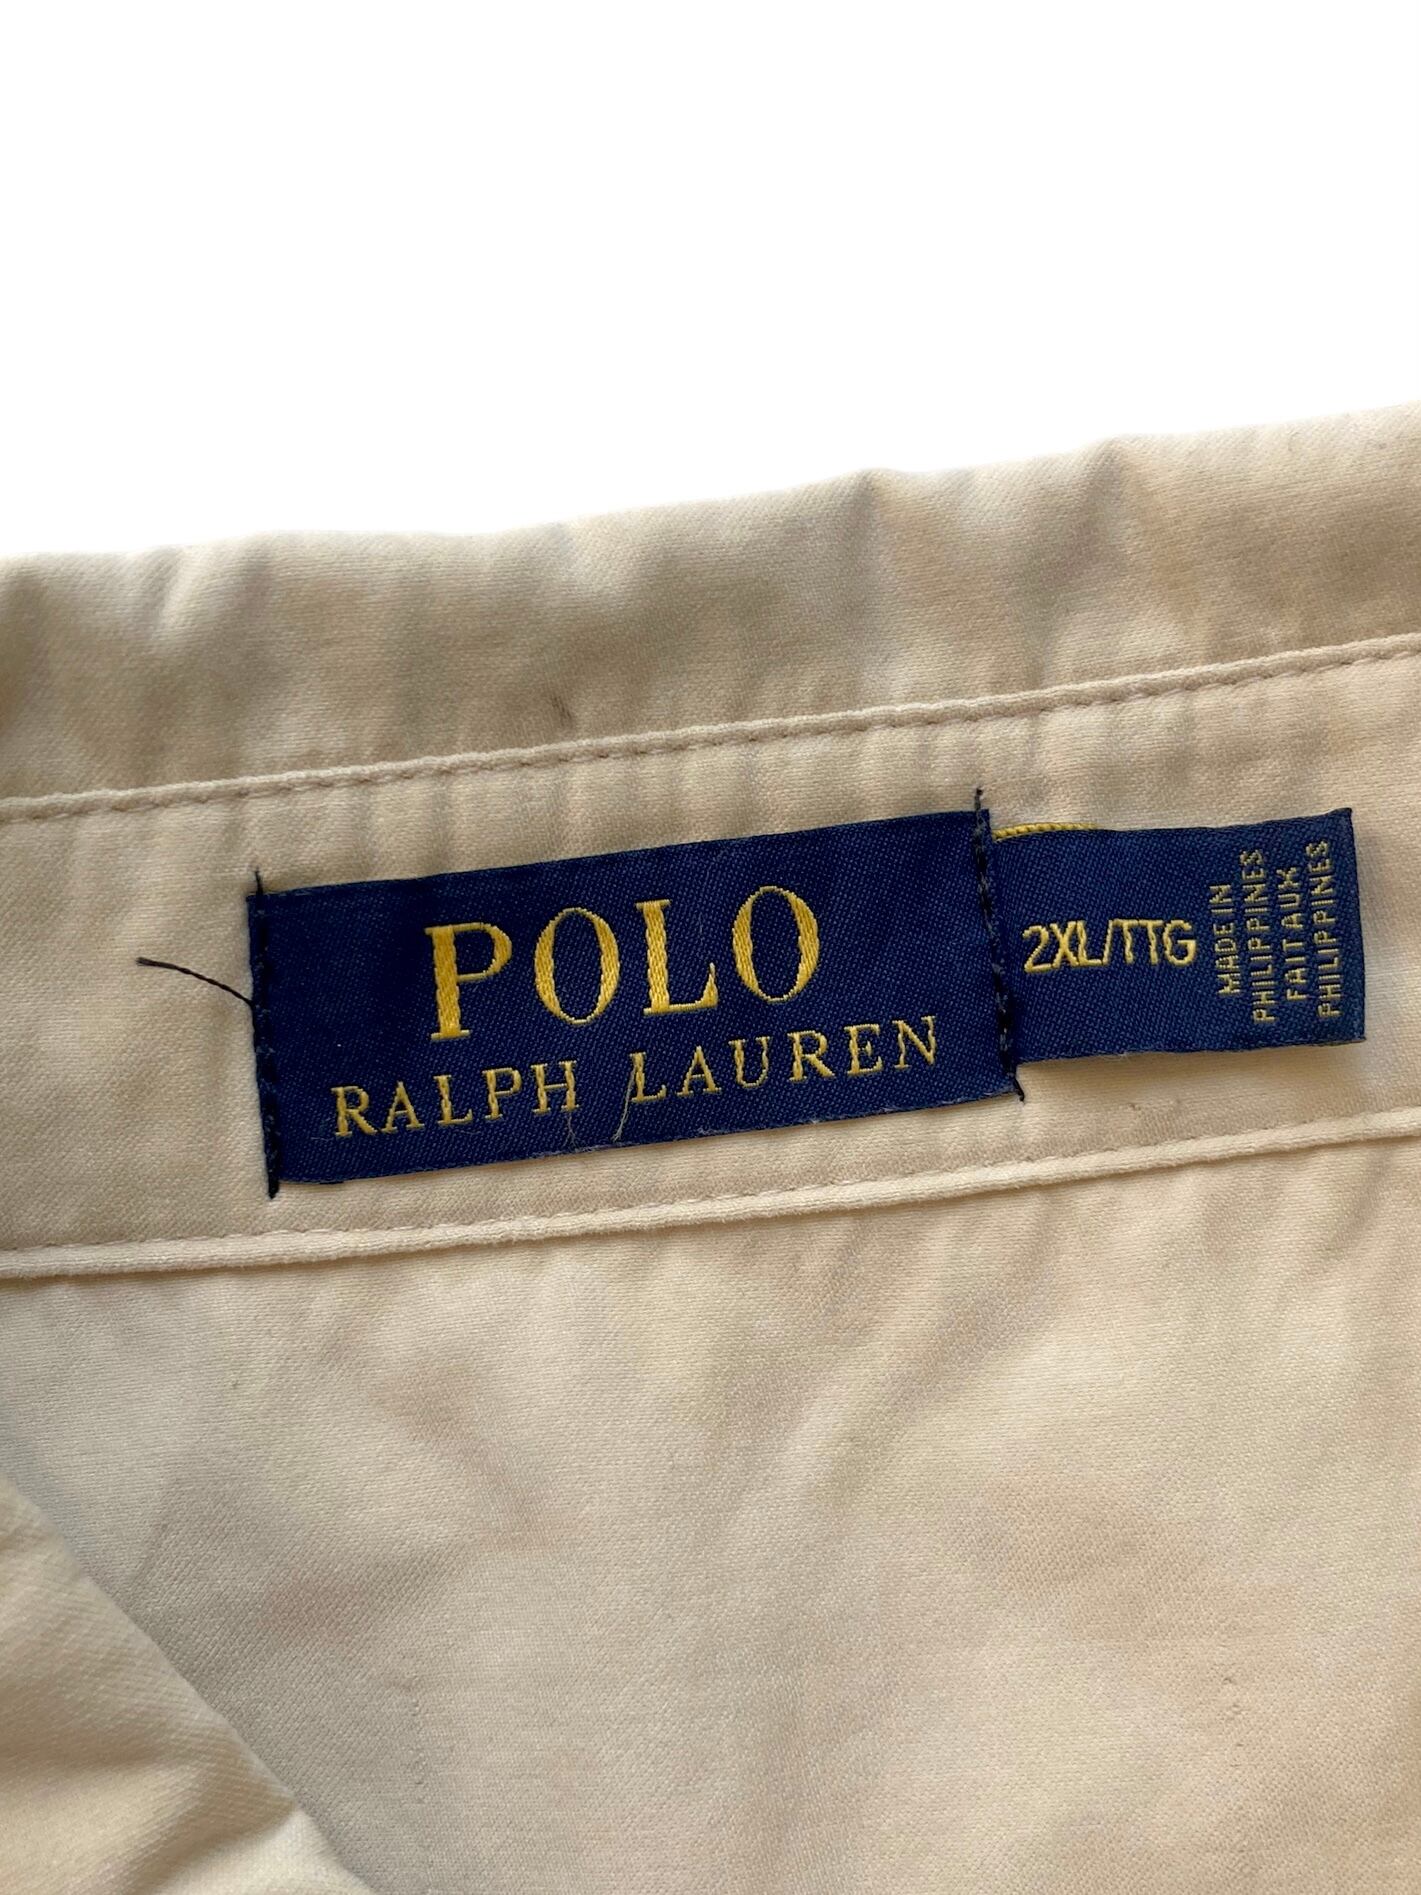 POLO
RALPH LAUREN
2XL/TTG
MADE IN
PHILIPPINES
FAIT AUX
PHILIPPINES